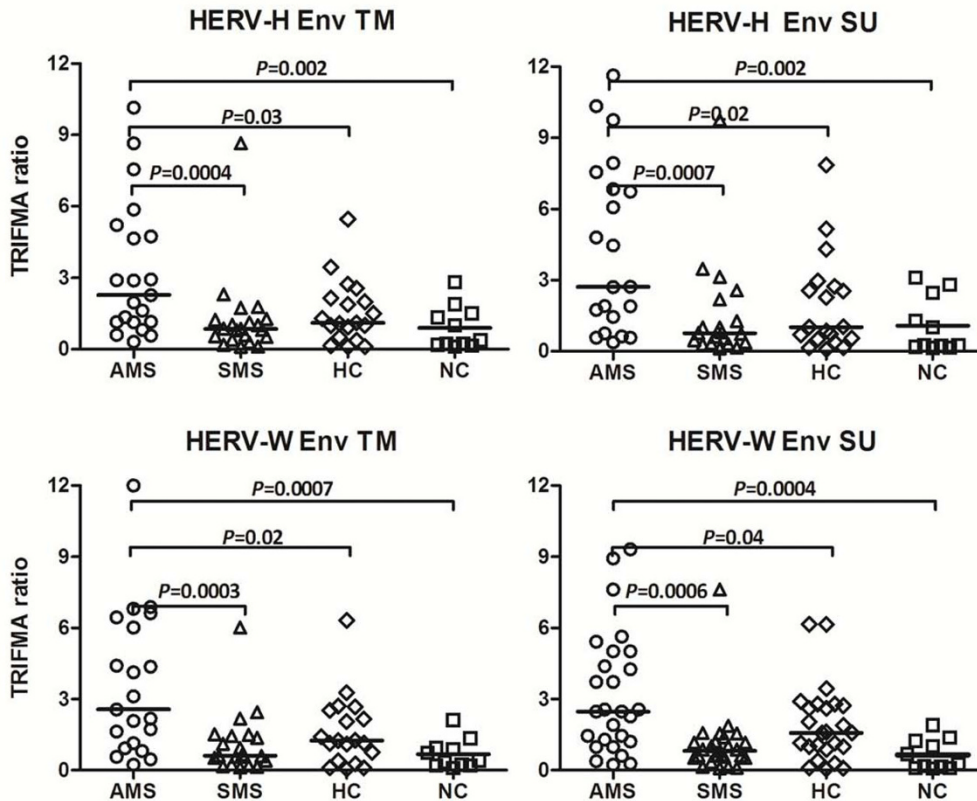 HERV-H Env TM
12
9
6
3
0
TRIFMA ratio
P=0.002
P=0.03
P=0.0004
AMS SMS HC NC
HERV-H Env SU
12
9
6
3
0
P=0.002
P=0.02
P=0.0007
AMS SMS HC NC
HERV-W Env TM
12
9
6
3
0
TRIFMA ratio
P=0.0007
P=0.02
P=0.0003
AMS SMS HC NC
HERV-W Env SU
12
9
6
3
0
P=0.0004
P=0.04
P=0.0006
AMS SMS HC NC